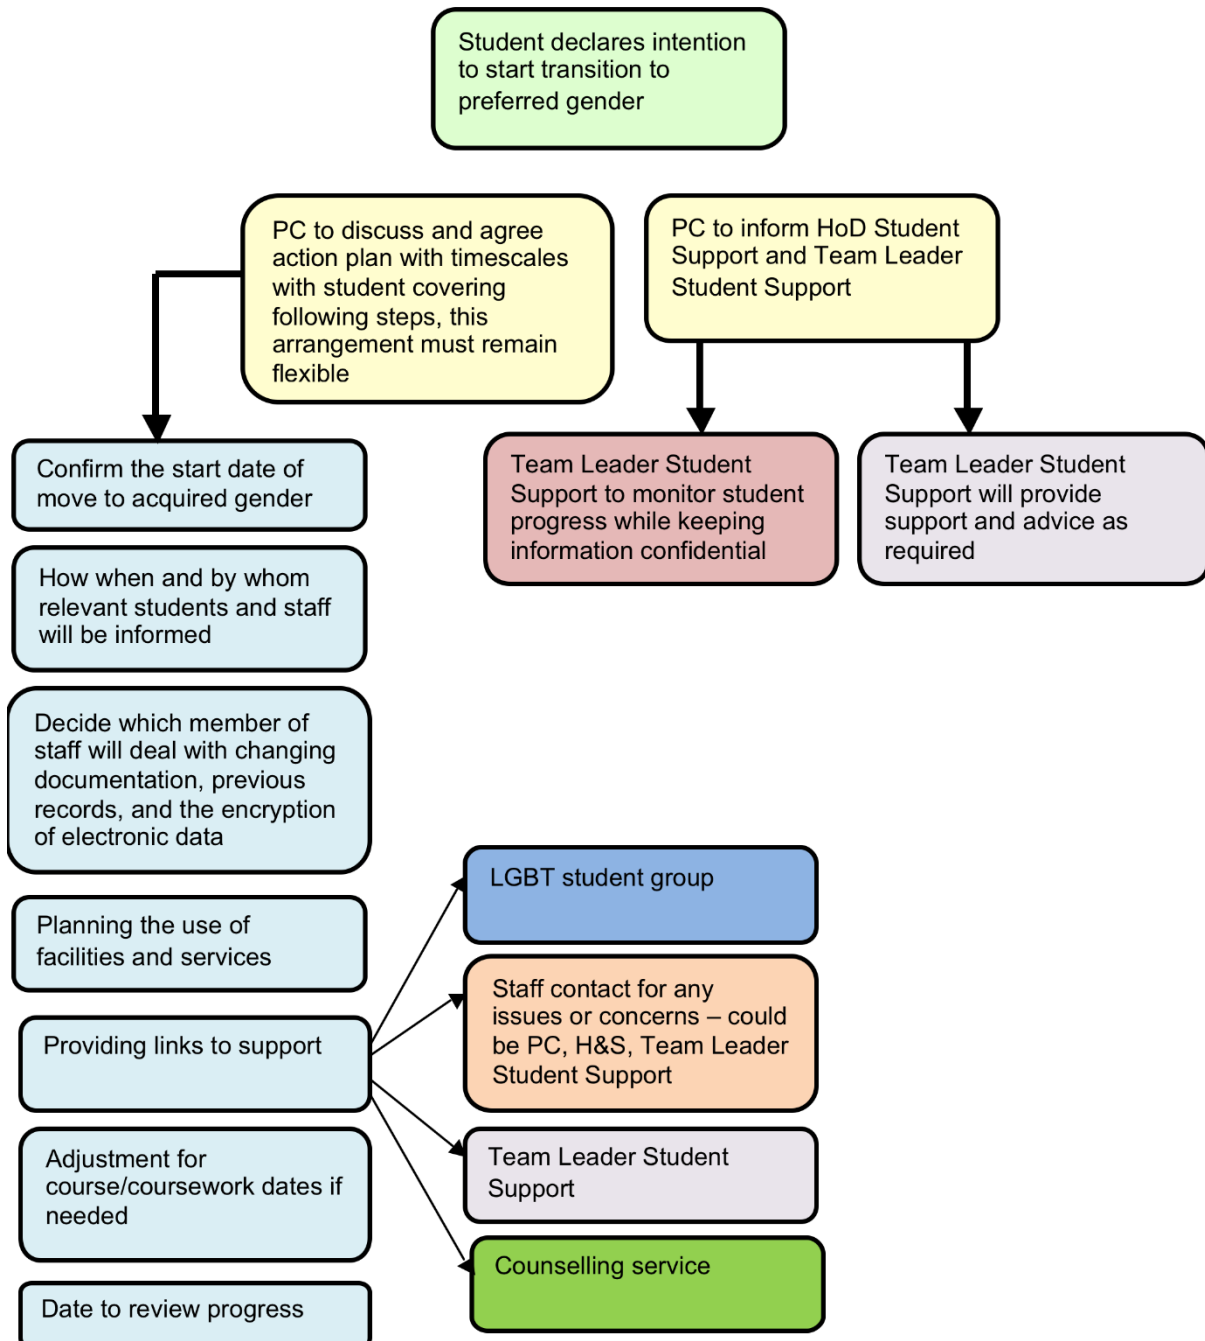 Student declares intention
to start transition to
preferred gender
PC to discuss and agree
action plan with timescales
with student covering
following steps, this
arrangement must remain
flexible
PC to inform HoD Student
Support and Team Leader
Student Support
Confirm the start date of
move to acquired gender
Team Leader Student
Support to monitor student
progress while keeping
information confidential
Team Leader Student
Support will provide
support and advice as
required
How when and by whom
relevant students and staff
will be informed
Decide which member of
staff will deal with changing
documentation, previous
records, and the encryption
of electronic data
Planning the use of
facilities and services
Providing links to support
LGBT student group
Staff contact for any
issues or concerns – could
be PC, H&S, Team Leader
Student Support
Team Leader Student
Support
Counselling service
Adjustment for
course/coursework dates if
needed
Date to review progress